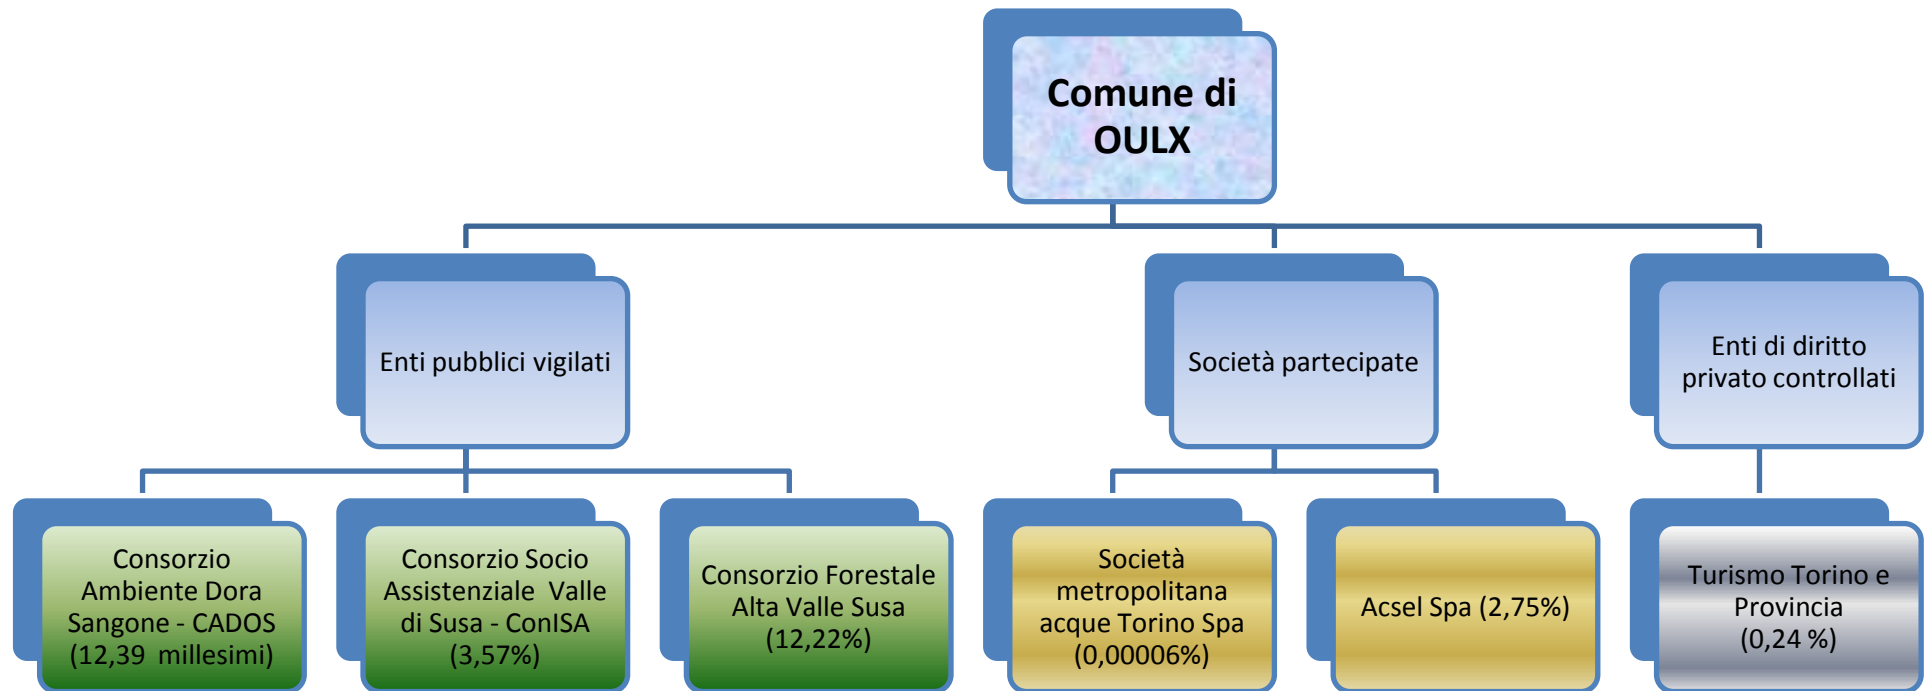 Comune di
OULX
Enti pubblici vigilati
Società partecipate
Enti di diritto
privato controllati
Consorzio
Ambiente Dora
Sangone - CADOS
(12,39 millesimi)
Consorzio Socio
Assistenziale Valle
di Susa - ConISA
(3,57%)
Consorzio Forestale
Alta Valle Susa
(12,22%)
Società
metropolitana
acque Torino Spa
(0,00006%)
Acsel Spa (2,75%)
Turismo Torino e
Provincia
(0,24 %)